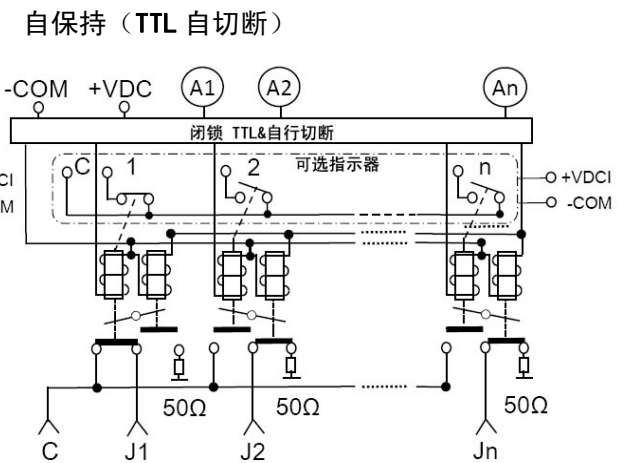 自保持（TTL 自切断）
-COM +VDC A1 A2 An
闭锁 TTL&自行切断
C 1 2 可选指示器 n
CI +VDCI
M -COM
50Ω 50Ω 50Ω
C J1 J2 Jn